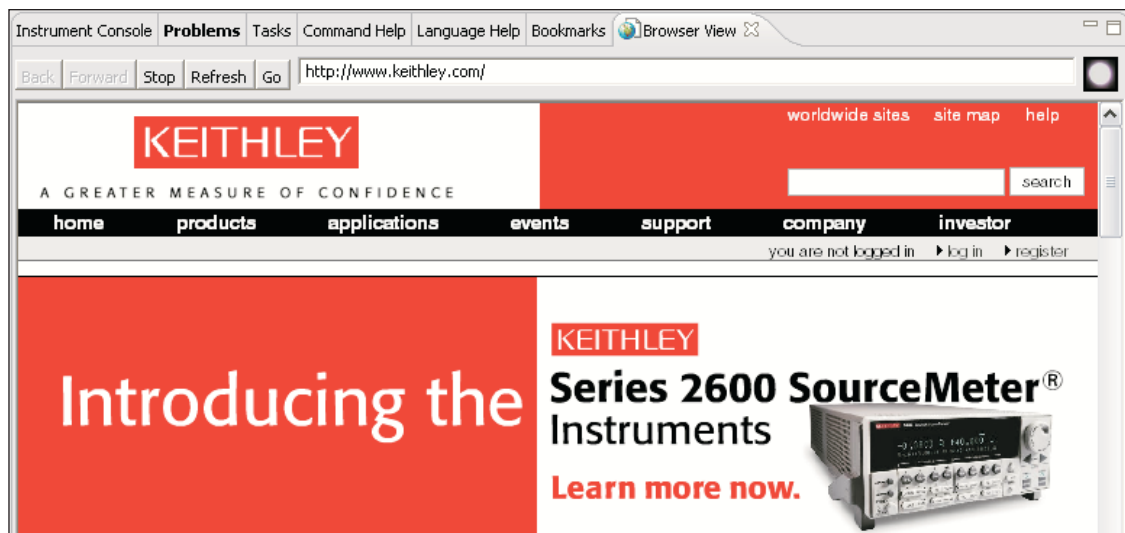 Instrument Console Problems Tasks Command Help Language Help Bookmarks Browser View
Back Forward Stop Refresh Go http://www.keithley.com/
worldwide sites site map help
KEITHLEY
search
A GREATER MEASURE OF CONFIDENCE
home products applications events support company investor
you are not logged in log in register
Introducing the
KEITHLEY
Series 2600 SourceMeter®
Instruments
Learn more now.